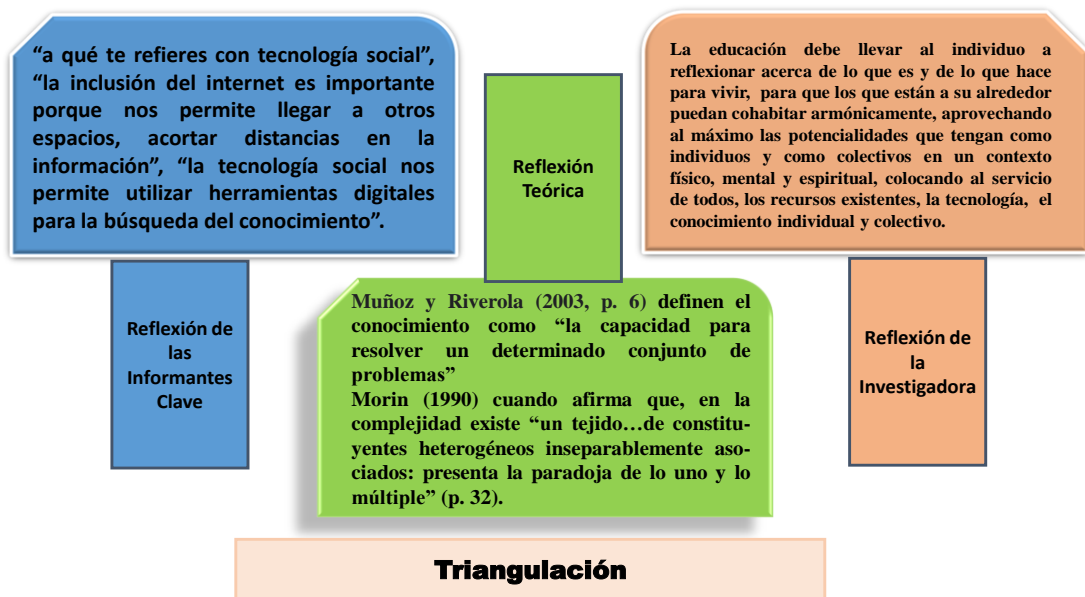 “a qué te refieres con tecnología social”,
“la inclusión del internet es importante
porque nos permite llegar a otros
espacios, acortar distancias en la
información”, “la tecnología social nos
permite utilizar herramientas digitales
para la búsqueda del conocimiento”.
Reflexión de
las
Informantes
Clave
Reflexión
Teórica
Muñoz y Riverola (2003, p. 6) definen el
conocimiento como “la capacidad para
resolver un determinado conjunto de
problemas”
Morin (1990) cuando afirma que, en la
complejidad existe “un tejido…de constitu-
yentes heterogéneos inseparablemente aso-
ciados: presenta la paradoja de lo uno y lo
múltiple” (p. 32).
La educación debe llevar al individuo a
reflexionar acerca de lo que es y de lo que hace
para vivir, para que los que están a su alrededor
puedan cohabitar armónicamente, aprovechando
al máximo las potencialidades que tengan como
individuos y como colectivos en un contexto
físico, mental y espiritual, colocando al servicio
de todos, los recursos existentes, la tecnología, el
conocimiento individual y colectivo.
Reflexión de
la
Investigadora
Triangulación